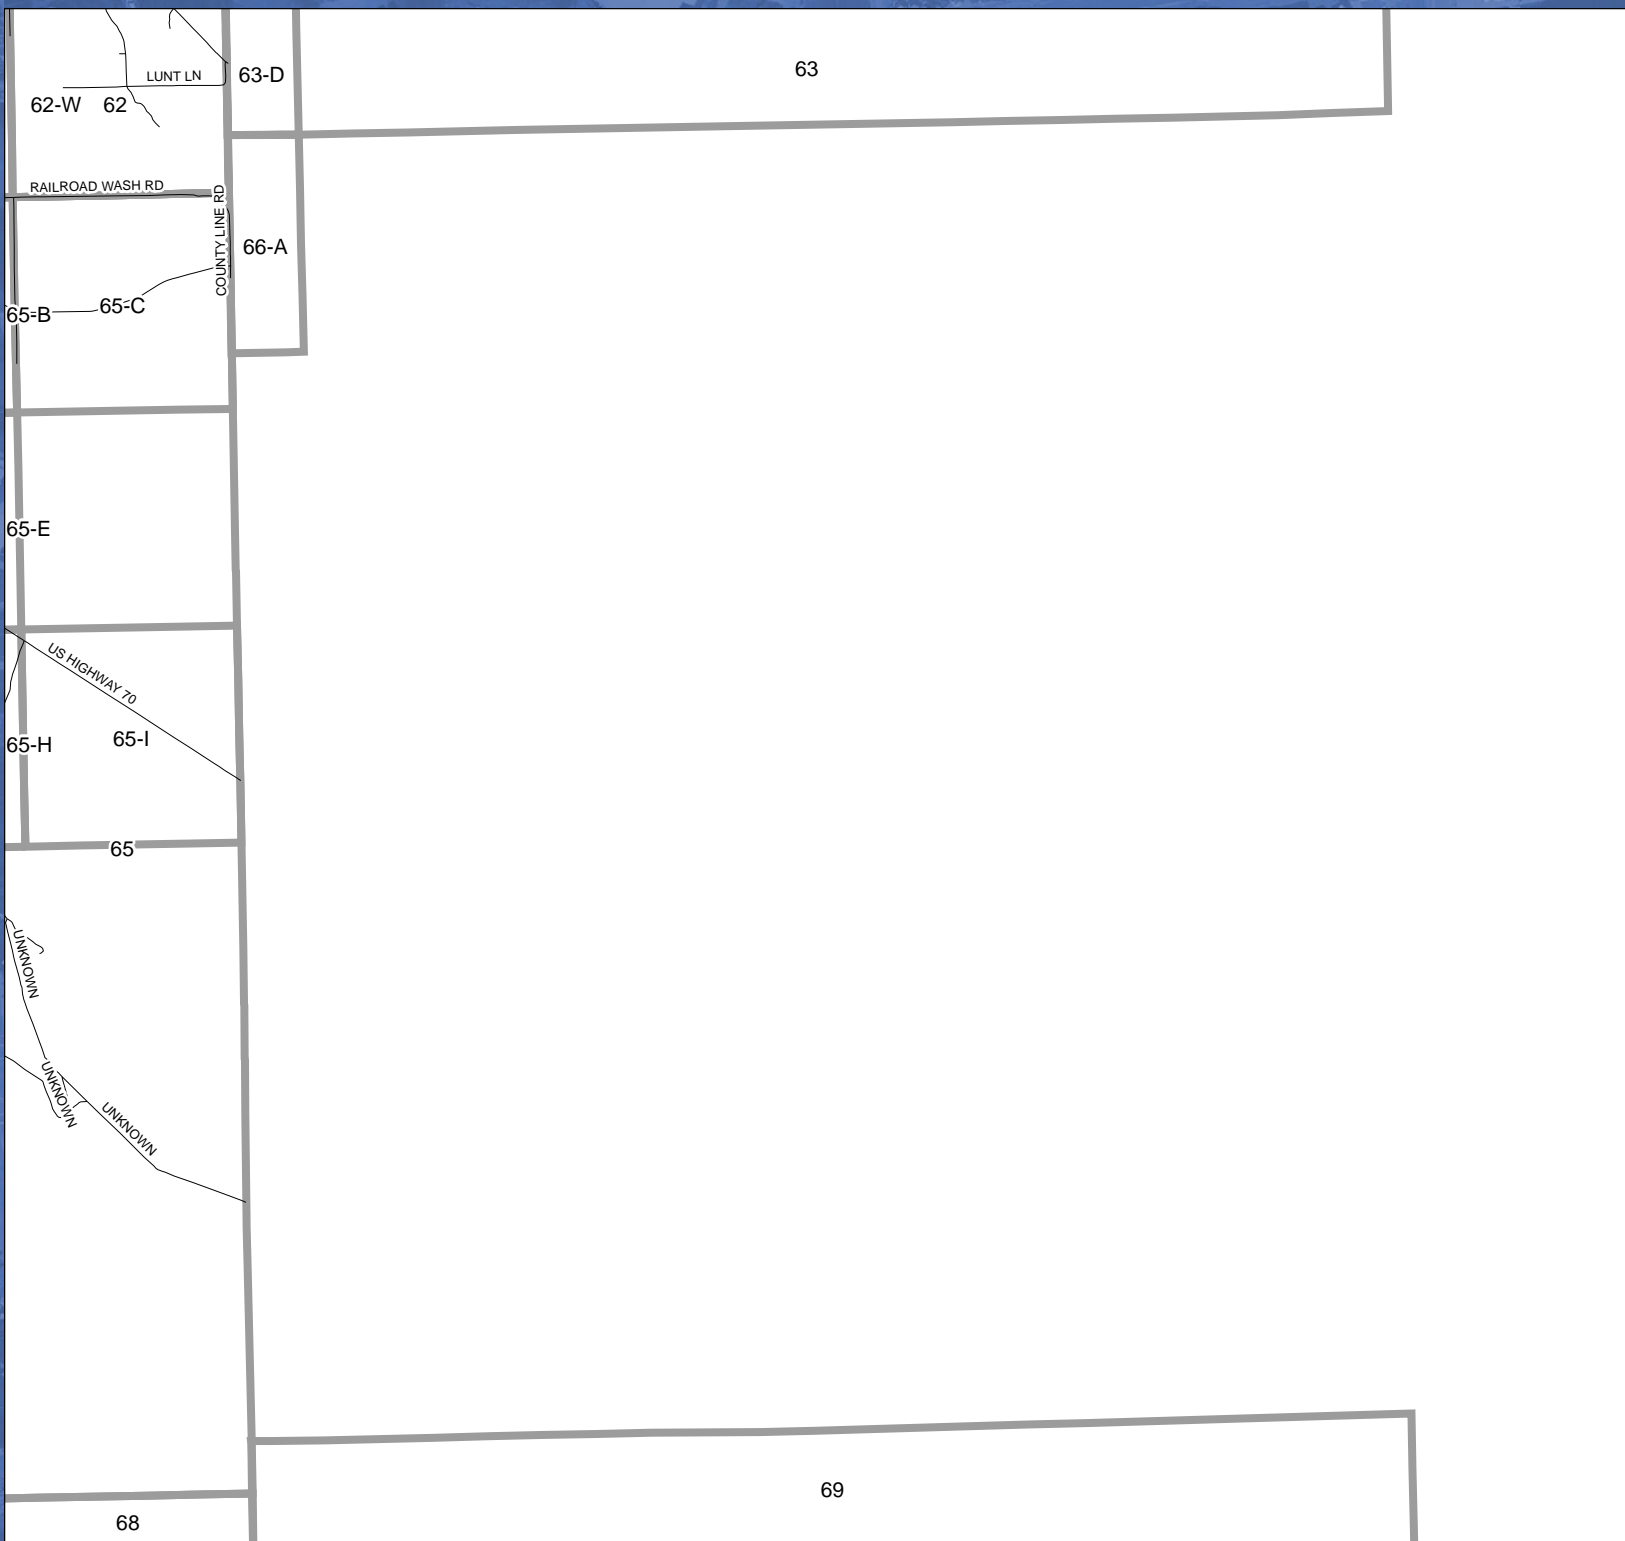 63
63-D
LUNT LN
62-W
62
RAILROAD WASH RD
COUNTY LINE RD
66-A
65-B
65-C
65-E
US HIGHWAY 70
65-H
65-I
65
UNKNOWN
UNKNOWN
UNKNOWN
69
68